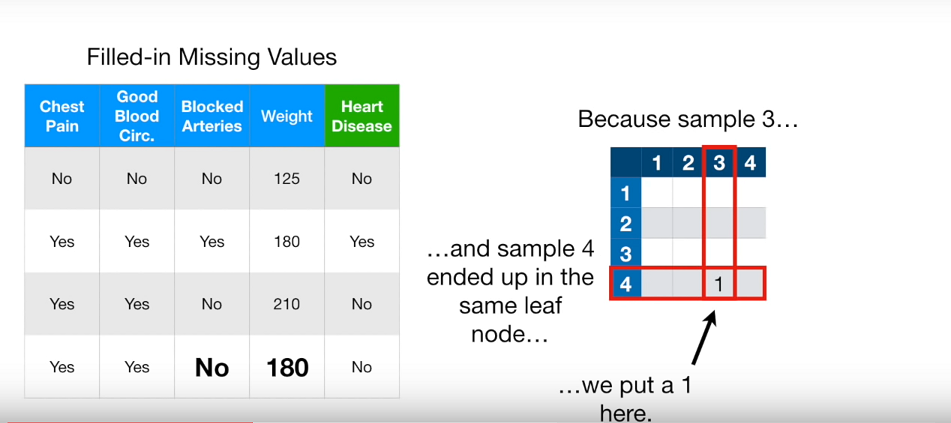 Filled-in Missing Values
Chest Pain Good Blood Circ. Blocked Arteries Weight Heart Disease
No No No 125 No
Yes Yes Yes 180 Yes
Yes Yes No 210 No
Yes Yes No 180 No
Because sample 3…
1 2 3 4
1
2
3
4 1
…and sample 4
ended up in the
same leaf
node…
…we put a 1
here.